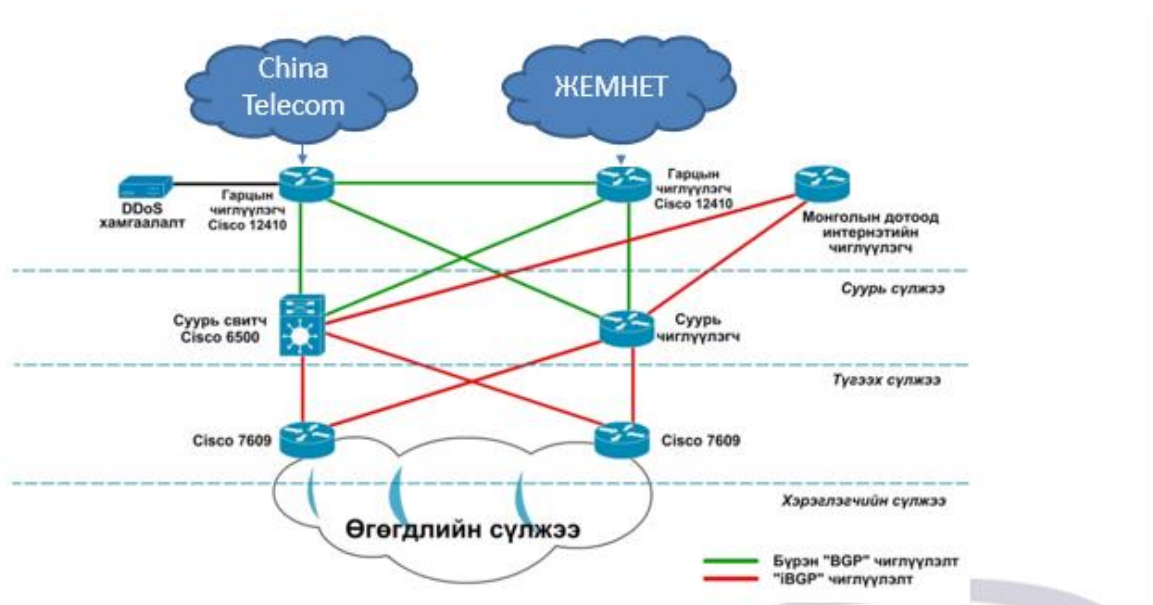 China
Telecom
ЖЕМНЕТ
DDoS
хамгаалалт
Гарцын
чиглүүлэгч
Cisco 12410
Гарцын
чиглүүлэгч
Cisco 12410
Монголын дотоод
интернэтийн
чиглүүлэгч
Суурь сүлжээ
Суурь свитч
Cisco 6500
Суурь
чиглүүлэгч
Түгээх сүлжээ
Cisco 7609
Cisco 7609
Хэрэглэгчийн сүлжээ
Өгөгдлийн сүлжээ
Бүрэн "BGP" чиглүүлэлт
"iBGP" чиглүүлэлт